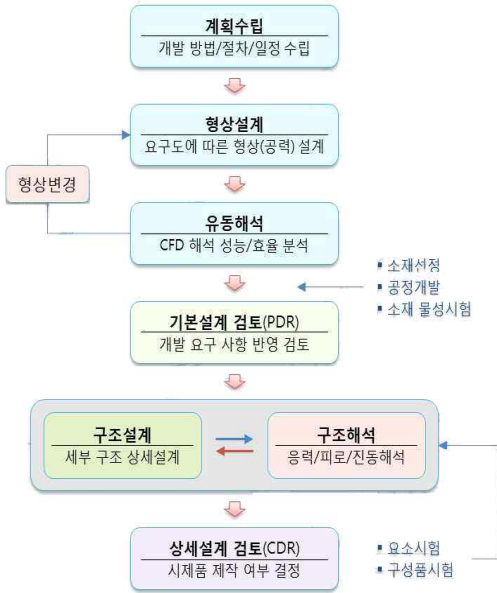 계획수립
개발 방법/절차/일정 수립
형상설계
요구도에 따른 형상(공력) 설계
형상변경
유동해석
CFD 해석 성능/효율 분석
▪ 소재선정
▪ 공정개발
▪ 소재 물성시험
기본설계 검토(PDR)
개발 요구 사항 반영 검토
구조설계
세부 구조 상세설계
구조해석
응력/피로/진동해석
상세설계 검토(CDR)
시제품 제작 여부 결정
▪ 요소시험
▪ 구성품시험